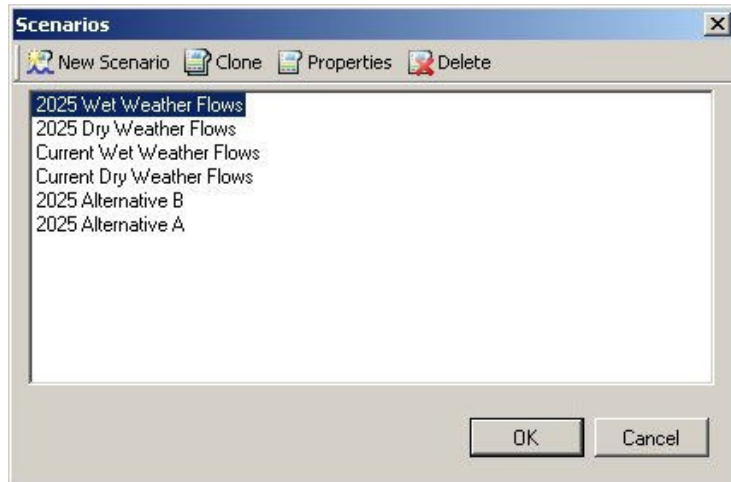 Scenarios
New Scenario Clone Properties Delete
2025 Wet Weather Flows
2025 Dry Weather Flows
Current Wet Weather Flows
Current Dry Weather Flows
2025 Alternative B
2025 Alternative A
OK Cancel